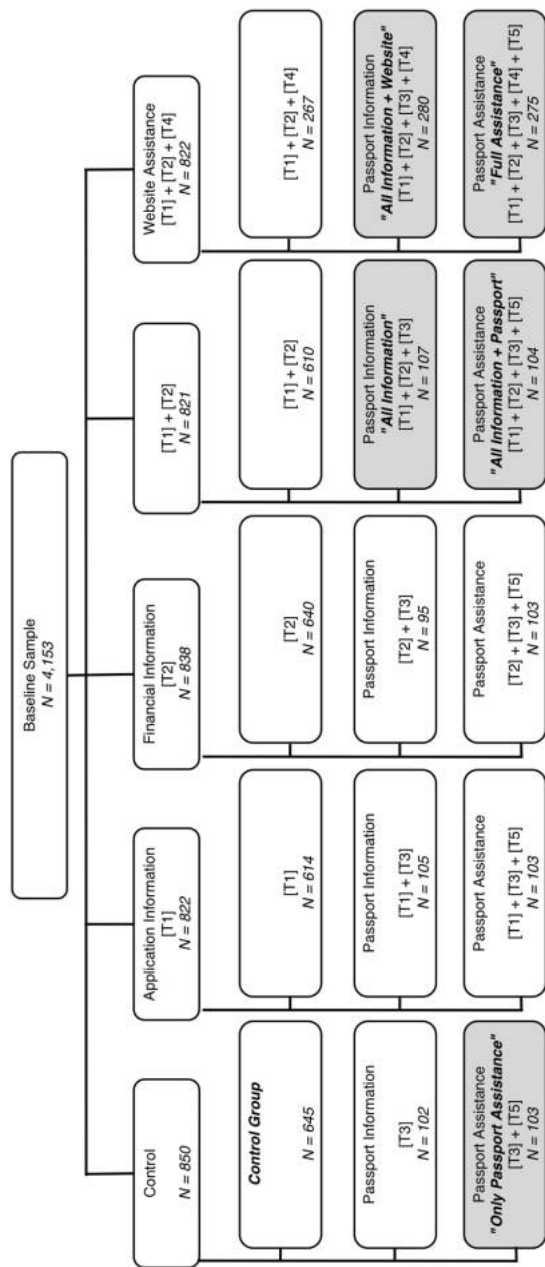 Baseline Sample
N = 4,153
Control
N = 850
Application Information
[T1]
N = 822
Financial Information
[T2]
N = 838
[T1] + [T2]
N = 821
Website Assistance
[T1] + [T2] + [T4]
N = 822
Control Group
N = 645
[T1]
N = 614
[T2]
N = 640
[T1] + [T2]
N = 610
[T1] + [T2] + [T4]
N = 267
Passport Information
[T3]
N = 102
Passport Information
[T1] + [T3]
N = 105
Passport Information
[T2] + [T3]
N = 95
Passport Information
"All Information"
[T1] + [T2] + [T3]
N = 107
Passport Information
"All Information + Website"
[T1] + [T2] + [T3] + [T4]
N = 280
Passport Assistance
"Only Passport Assistance"
[T3] + [T5]
N = 103
Passport Assistance
[T1] + [T3] + [T5]
N = 103
Passport Assistance
[T2] + [T3] + [T5]
N = 103
Passport Assistance
"All Information + Passport"
[T1] + [T2] + [T3] + [T5]
N = 104
Passport Assistance
"Full Assistance"
[T1] + [T2] + [T3] + [T4] + [T5]
N = 275